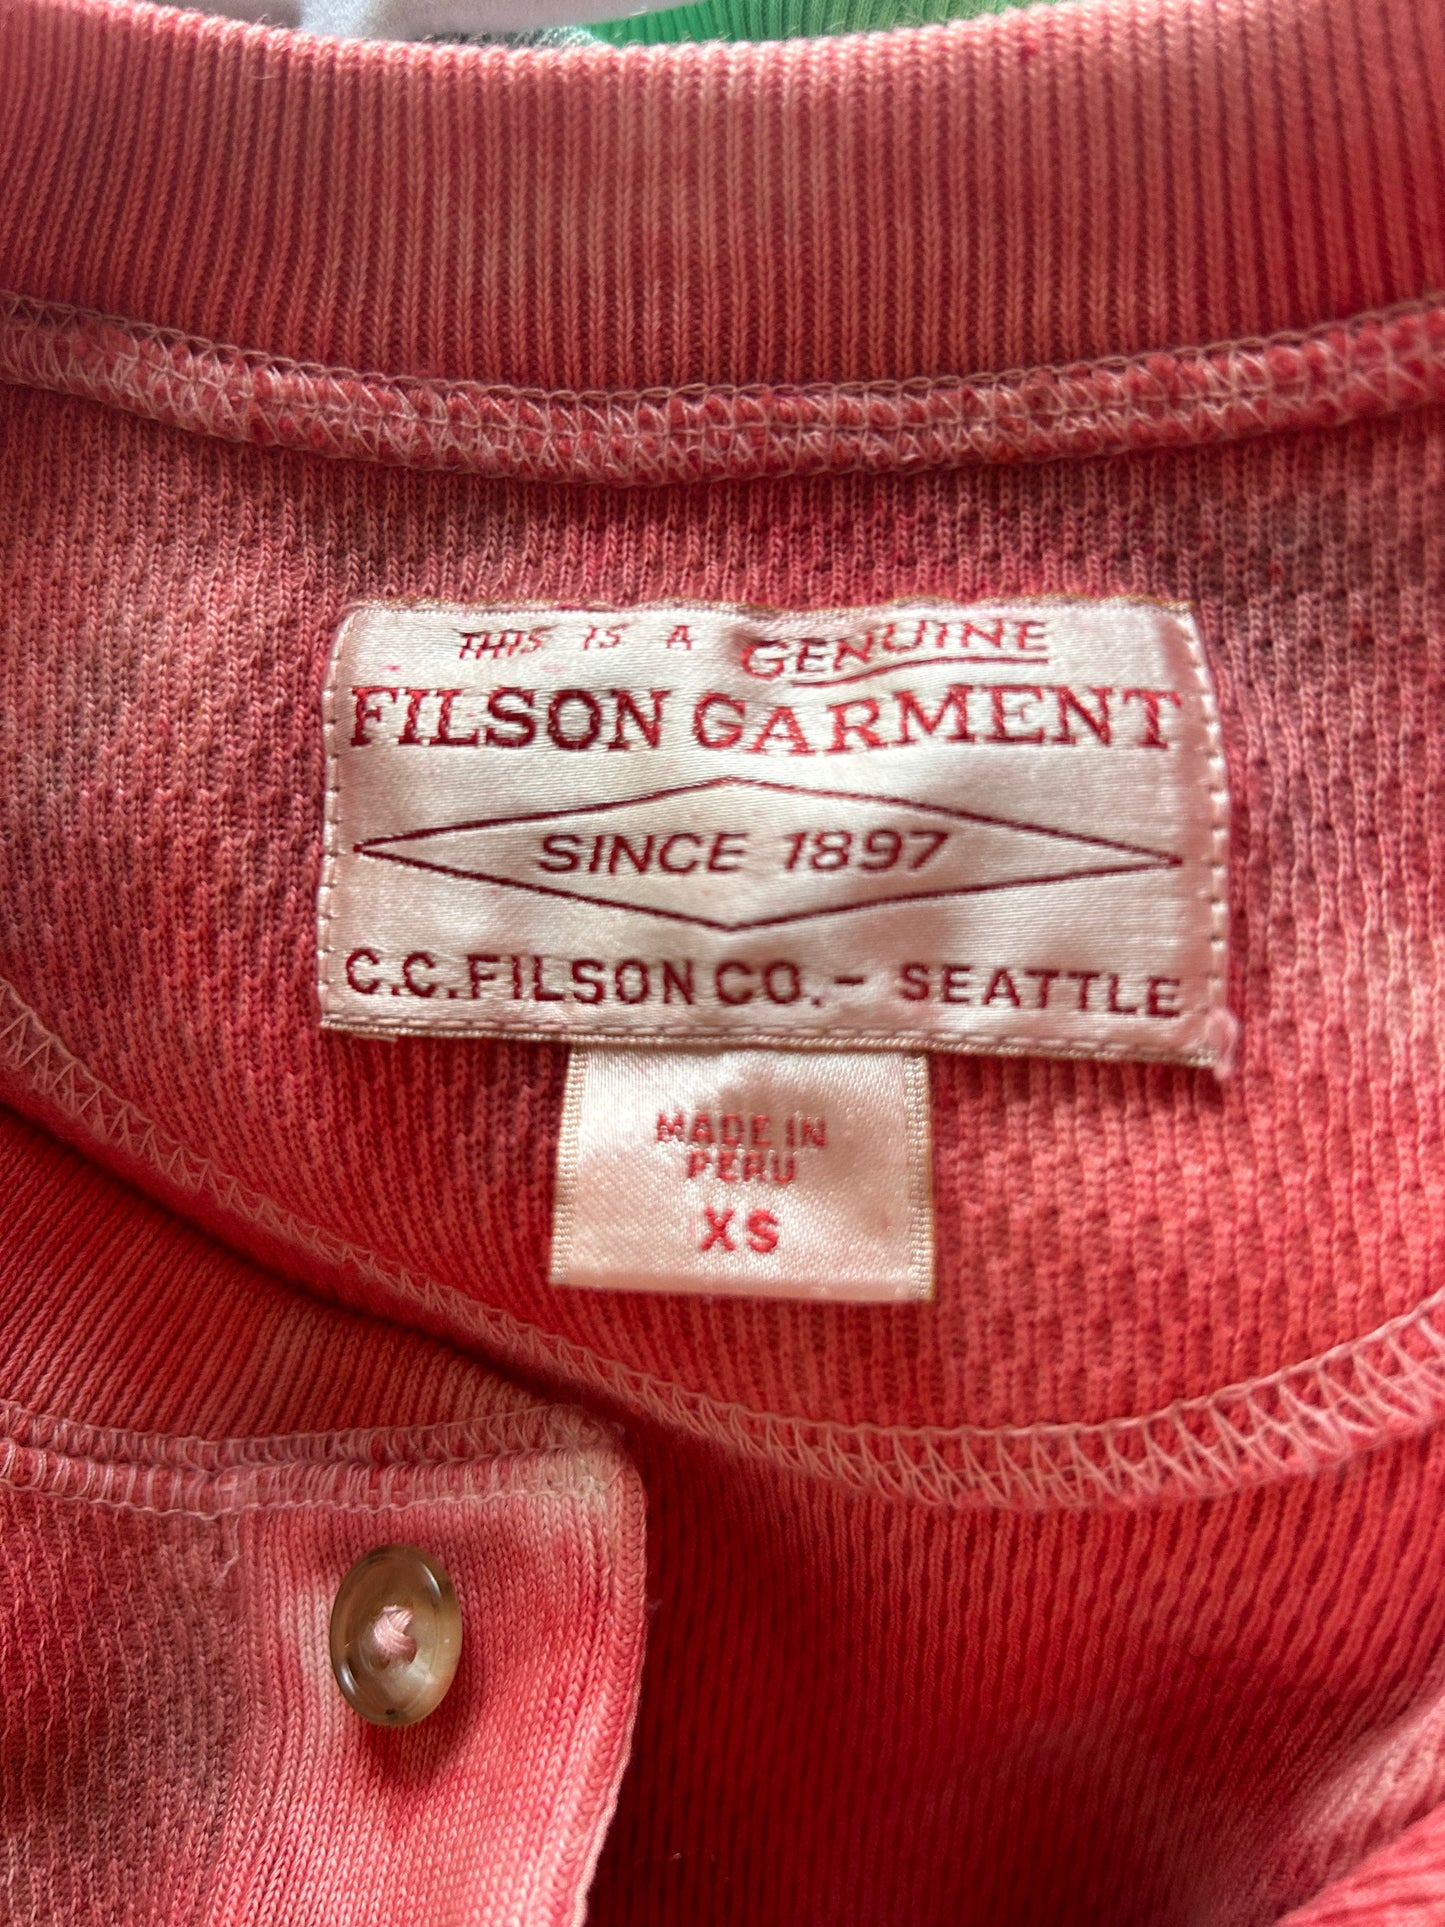 THIS IS A GENUINE
FILSON GARMENT
SINCE 1897
C.C. FILSON CO. - SEATTLE
MADE IN
PERU
XS